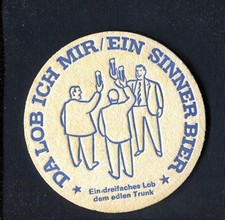 ★ DA LOB ICH MIR / EIN SINNER BIER ★
Ein dreifaches Lob
dem edlen Trunk